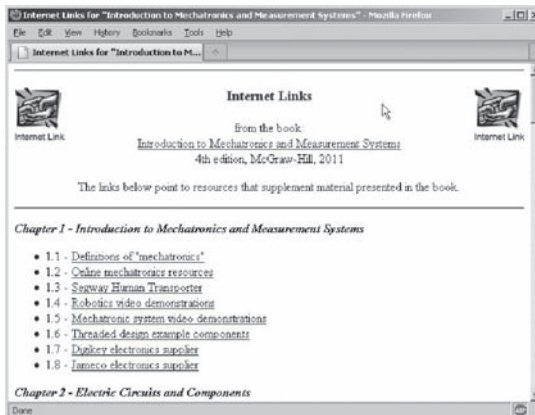 Internet Links for "Introduction to Mechatronics and Measurement Systems" - Mozilla Firefox
File Edit View History Bookmarks Tools Help
Internet Links for "Introduction to M...
Internet Links
Internet Link
Internet Link
from the book:
Introduction to Mechatronics and Measurement Systems
4th edition, McGraw-Hill, 2011
The links below point to resources that supplement material presented in the book.
Chapter 1 - Introduction to Mechatronics and Measurement Systems
• 1.1 - Definitions of "mechatronics"
• 1.2 - Online mechatronics resources
• 1.3 - Segway Human Transporter
• 1.4 - Robotics video demonstrations
• 1.5 - Mechatronic system video demonstrations
• 1.6 - Threaded design example components
• 1.7 - Digikey electronics supplier
• 1.8 - Jameco electronics supplier
Chapter 2 - Electric Circuits and Components
Done